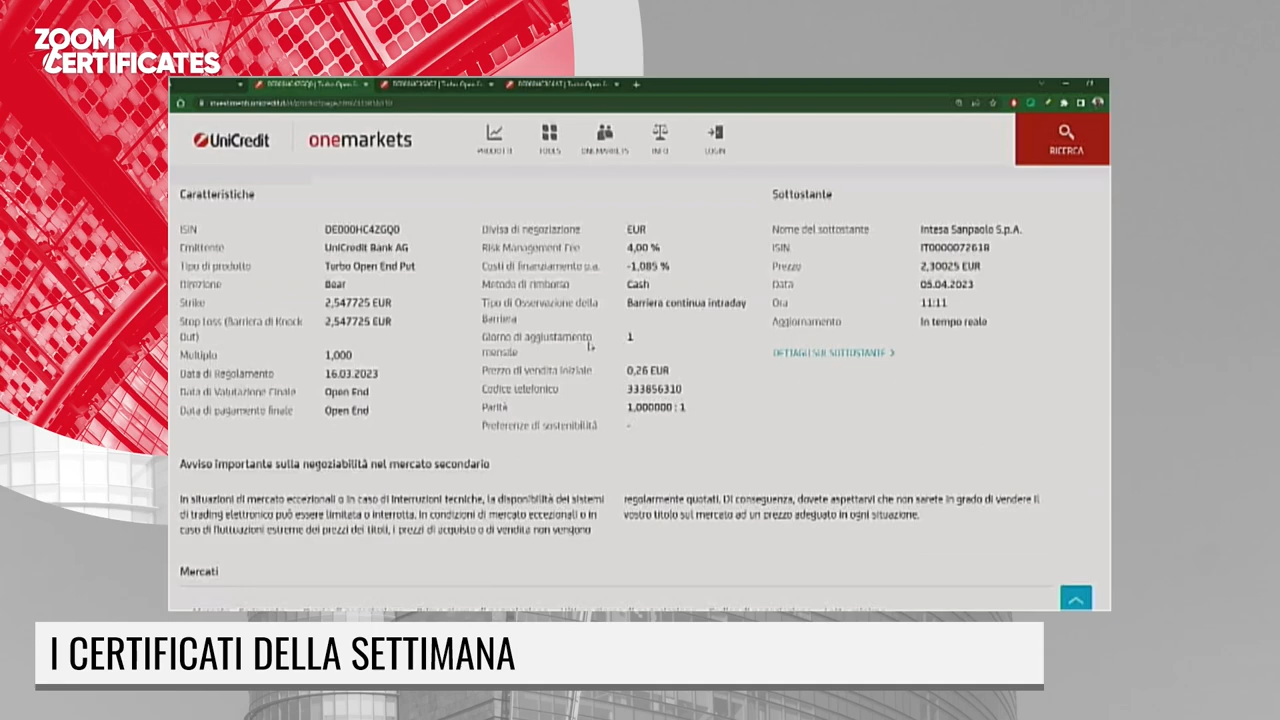 ZOOM
CERTIFICATES
UniCredit
onemarkets
PRODOTTI
TOOLS
ONEMARKETS
INFO
LOGIN
RICERCA
Caratteristiche
ISIN
DE000HC4ZGQ0
Emittente
UniCredit Bank AG
Tipo di prodotto
Turbo Open End Put
Direzione
Bear
Strike
2,547725 EUR
Stop Loss (Barriera di Knock
Out)
2,547725 EUR
Multiplo
1,000
Data di Regolamento
16.03.2023
Data di Valutazione Finale
Open End
Data di pagamento finale
Open End
Divisa di negoziazione
EUR
Risk Management Fee
4,00 %
Costi di finanziamento p.a.
-1,085 %
Metodo di rimborso
Cash
Tipo di Osservazione della
Barriera
Barriera continua intraday
Giorno di aggiustamento
mensile
1
Prezzo di vendita iniziale
0,26 EUR
Codice telefonico
333856310
Parità
1,000000 : 1
Preferenze di sostenibilità
-
Sottostante
Nome del sottostante
Intesa Sanpaolo S.p.A.
ISIN
IT0000072618
Prezzo
2,30025 EUR
Data
05.04.2023
Ora
11:11
Aggiornamento
In tempo reale
DETTAGLI SUL SOTTOSTANTE
Avviso importante sulla negoziabilità nel mercato secondario
In situazioni di mercato eccezionali o in caso di interruzioni tecniche, la disponibilità dei sistemi
di trading elettronico può essere limitata o interrotta. In condizioni di mercato eccezionali o in
caso di fluttuazioni estreme dei prezzi dei titoli, i prezzi di acquisto o di vendita non vengono
regolarmente quotati. Di conseguenza, dovete aspettarvi che non sarete in grado di vendere il
vostro titolo sul mercato ad un prezzo adeguato in ogni situazione.
Mercati
I CERTIFICATI DELLA SETTIMANA